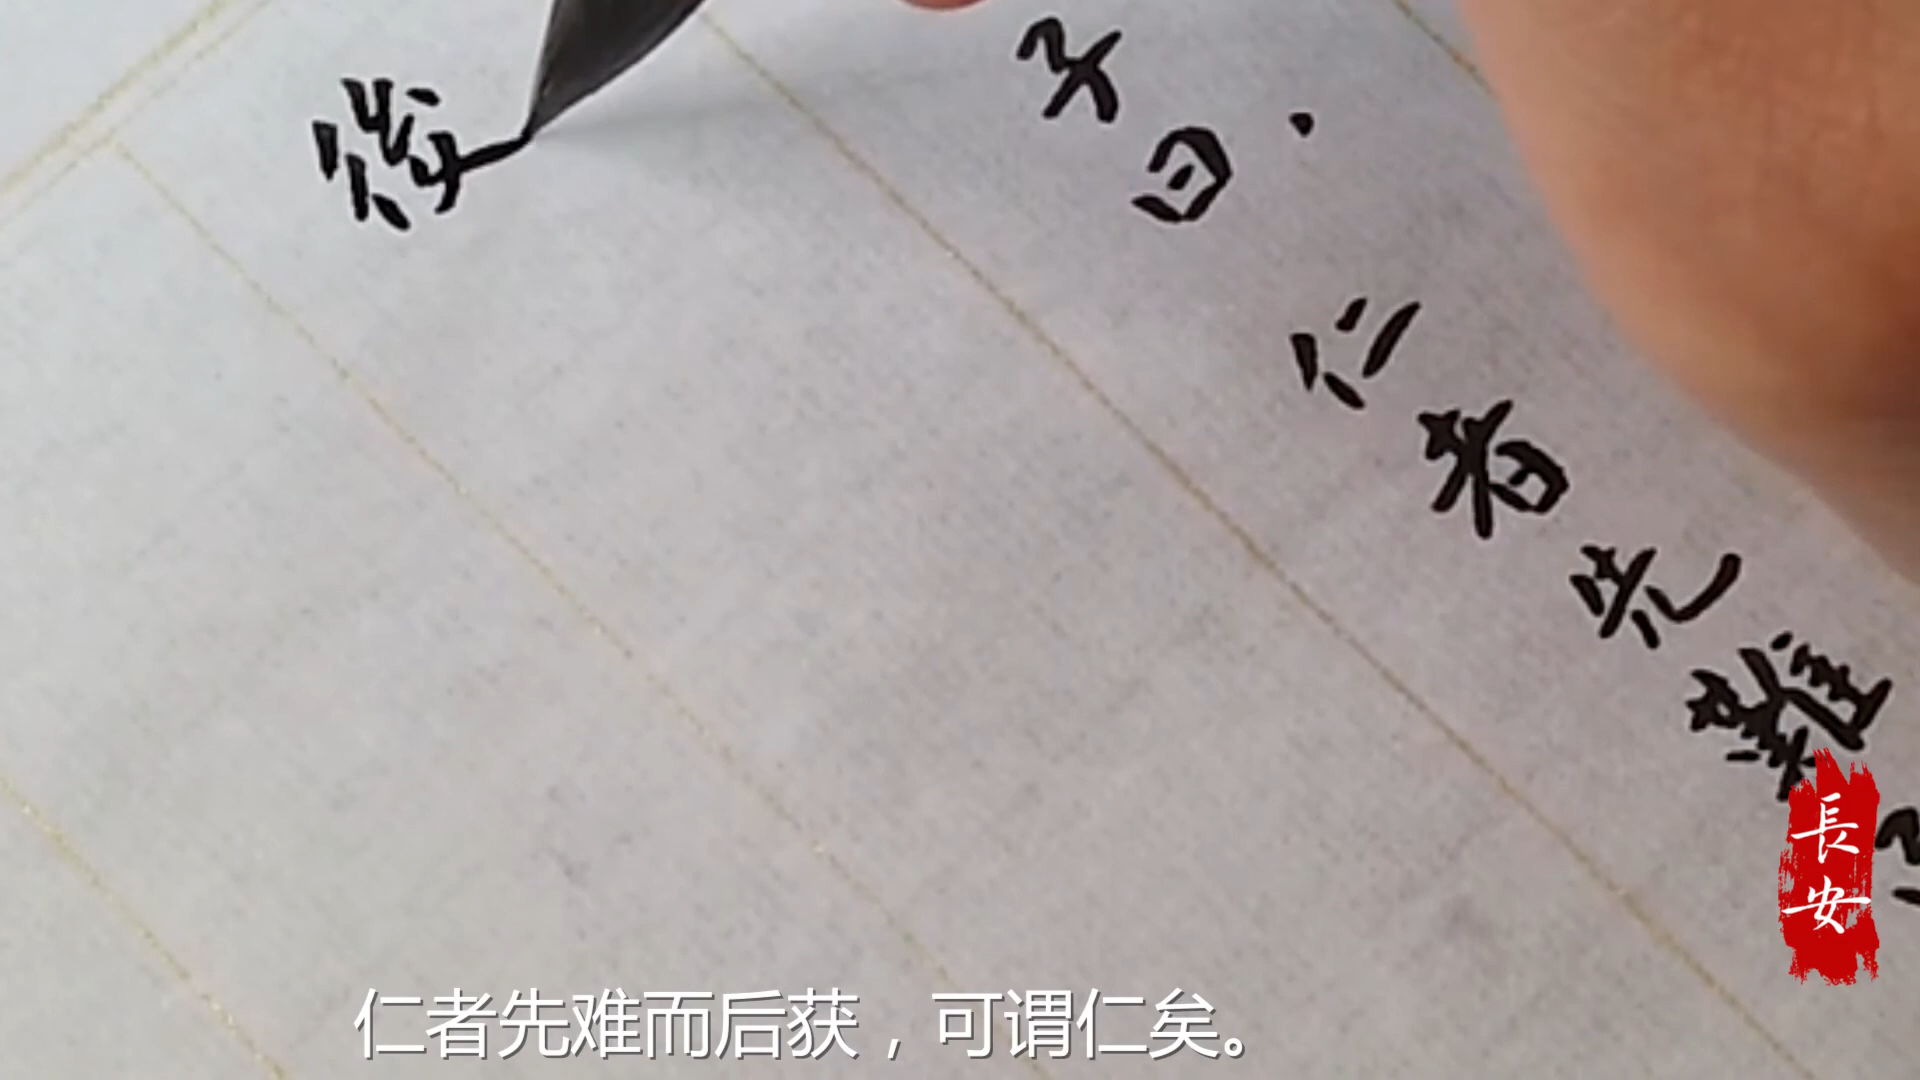 子曰．仁者先難
後
長安
仁者先难而后获，可谓仁矣。